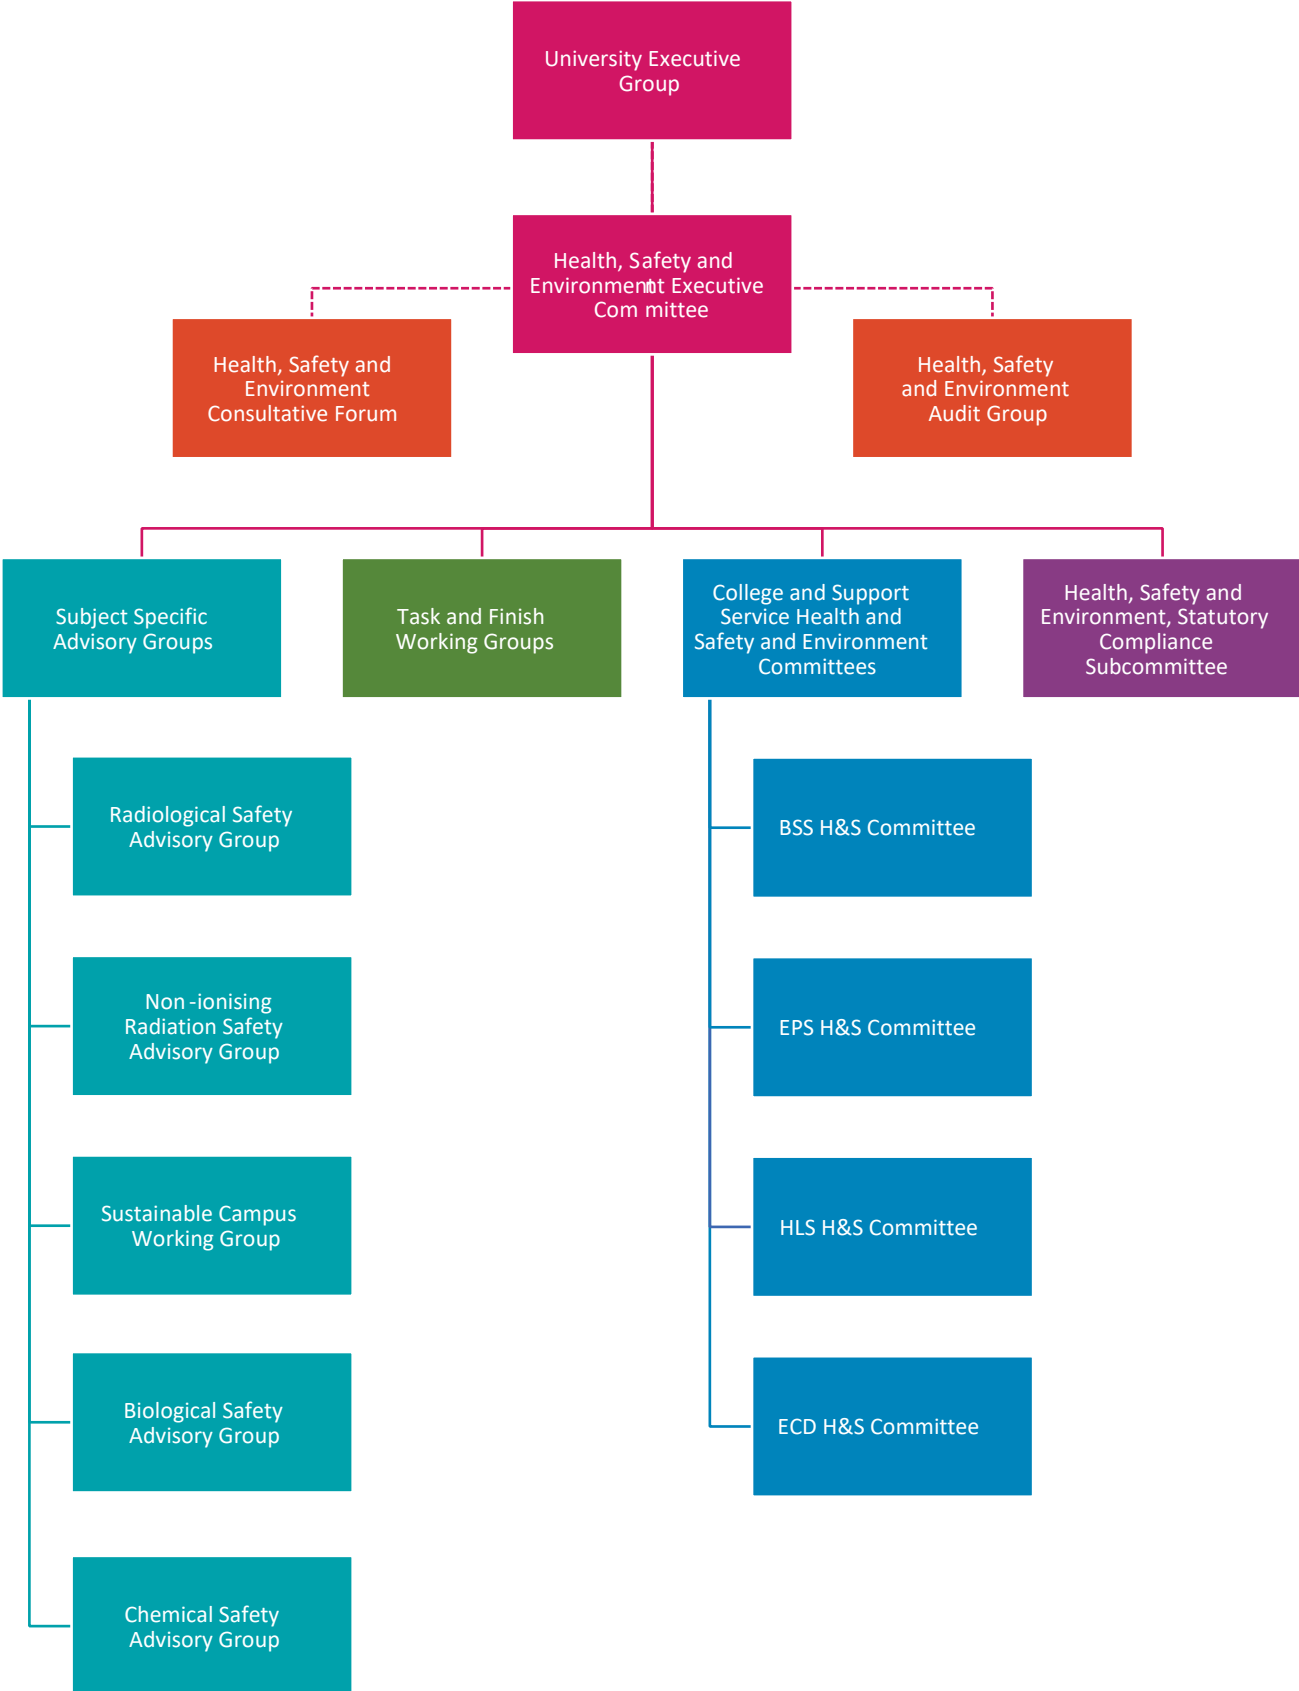 University Executive
Group
Health, Safety and
Environment Executive
Com mittee
Health, Safety and
Environment
Consultative Forum
Health, Safety
and Environment
Audit Group
Subject Specific
Advisory Groups
Task and Finish
Working Groups
College and Support
Service Health and
Safety and Environment
Committees
Health, Safety and
Environment, Statutory
Compliance
Subcommittee
Radiological Safety
Advisory Group
Non -ionising
Radiation Safety
Advisory Group
Sustainable Campus
Working Group
Biological Safety
Advisory Group
Chemical Safety
Advisory Group
BSS H&S Committee
EPS H&S Committee
HLS H&S Committee
ECD H&S Committee